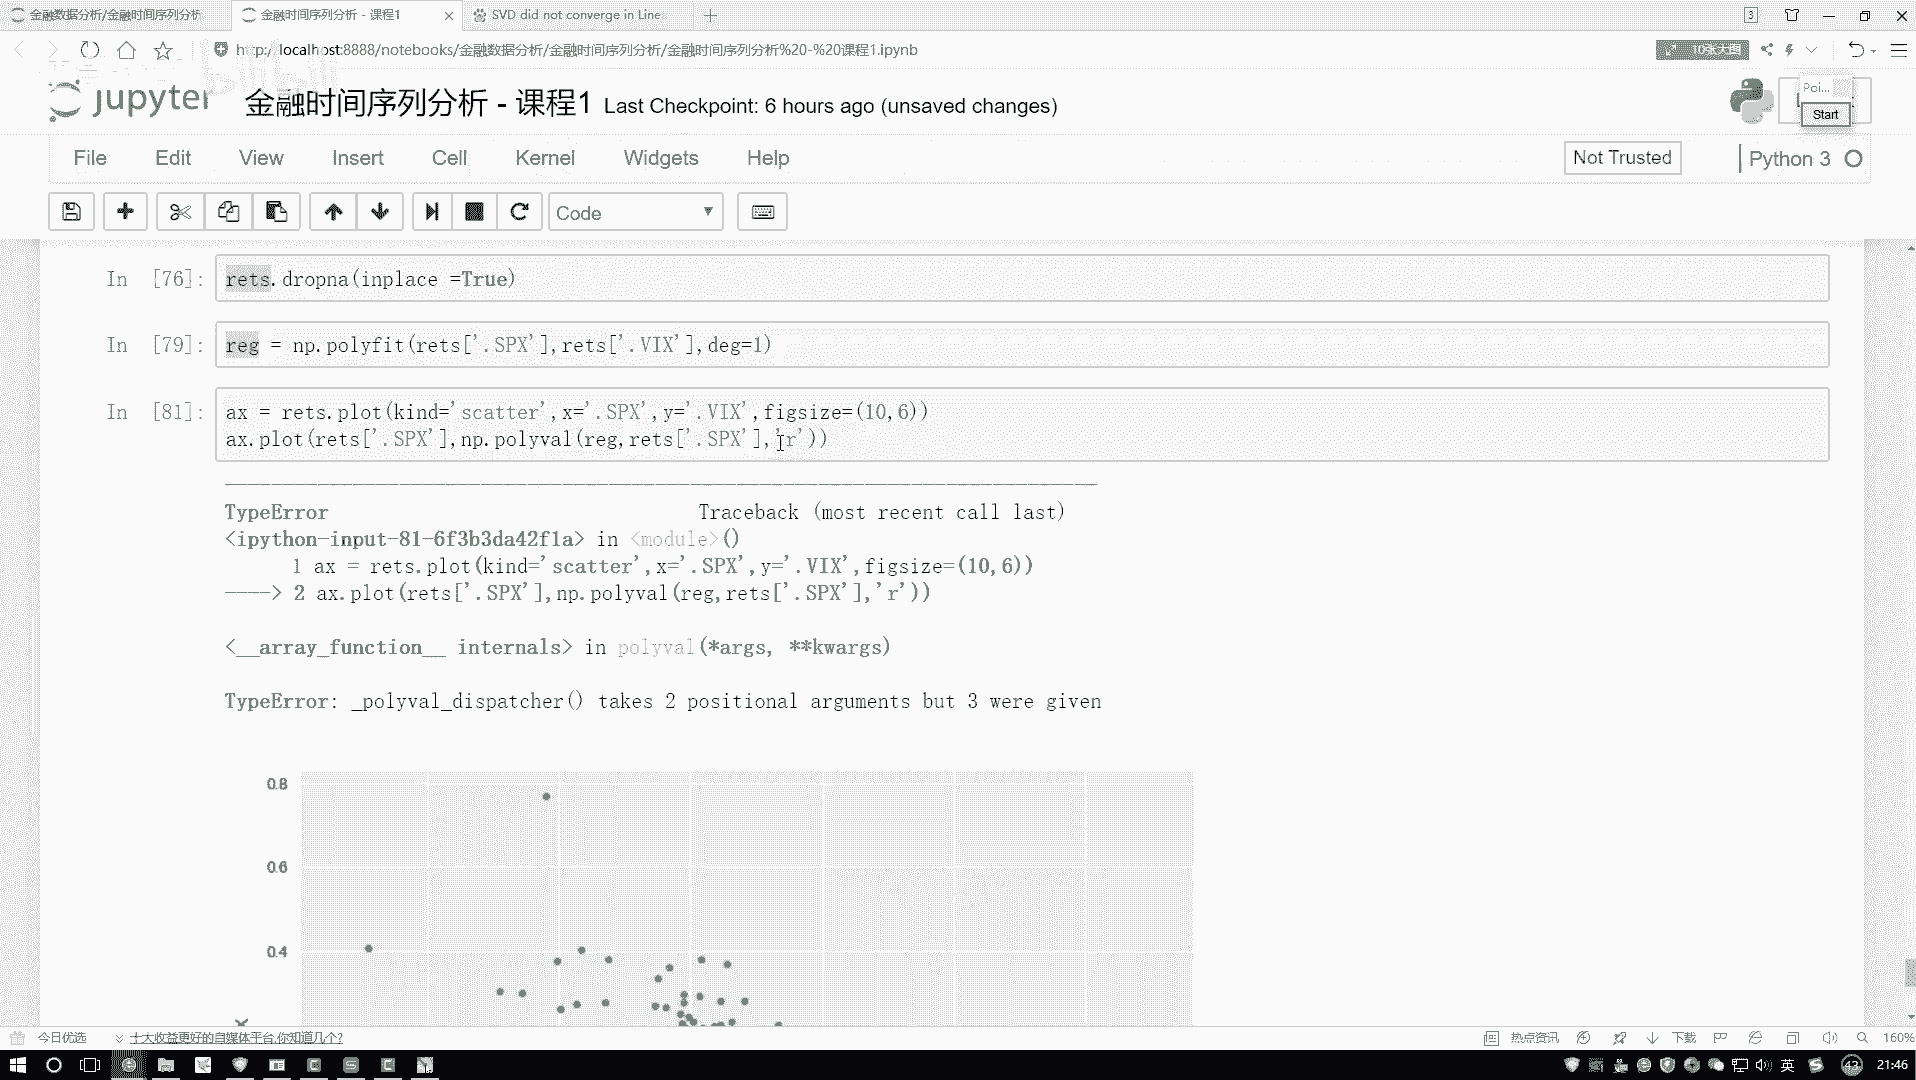 金融数据分析/金融时间序列分析
金融时间序列分析 - 课程1
SVD did not converge in Line
3
http://localhost:8888/notebooks/金融数据分析/金融时间序列分析/金融时间序列分析%20-%20课程1.ipynb
10张大图
jupyter
金融时间序列分析 - 课程1 Last Checkpoint: 6 hours ago (unsaved changes)
Poi...
Start
File Edit View Insert Cell Kernel Widgets Help
Not Trusted
Python 3
Code
In [76]: rets.dropna(inplace =True)
In [79]: reg = np.polyfit(rets['.SPX'],rets['.VIX'],deg=1)
In [81]: ax = rets.plot(kind='scatter',x='.SPX',y='.VIX',figsize=(10,6))
ax.plot(rets['.SPX'],np.polyval(reg,rets['.SPX'],'r'))
TypeError Traceback (most recent call last)
<ipython-input-81-6f3b3da42f1a> in <module>()
1 ax = rets.plot(kind='scatter',x='.SPX',y='.VIX',figsize=(10,6))
----> 2 ax.plot(rets['.SPX'],np.polyval(reg,rets['.SPX'],'r'))
<__array_function__ internals> in polyval(*args, **kwargs)
TypeError: _polyval_dispatcher() takes 2 positional arguments but 3 were given
0.8
0.6
0.4
今日优选
十大收益更好的自媒体平台,你知道几个?
热点资讯
下载
160%
英
43
21:46